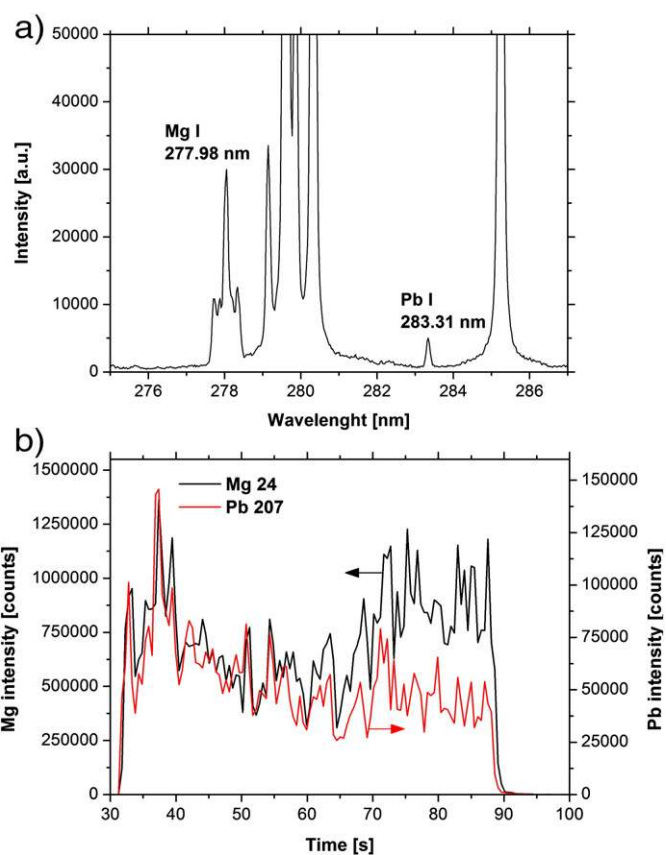 a)
50000
40000
30000
20000
10000
0
Intensity [a.u.]
Mg I
277.98 nm
Pb I
283.31 nm
276 278 280 282 284 286
Wavelenght [nm]
b)
1500000
1250000
1000000
750000
500000
250000
0
Mg intensity [counts]
Mg 24
Pb 207
150000
125000
100000
75000
50000
25000
0
Pb intensity [counts]
30 40 50 60 70 80 90 100
Time [s]